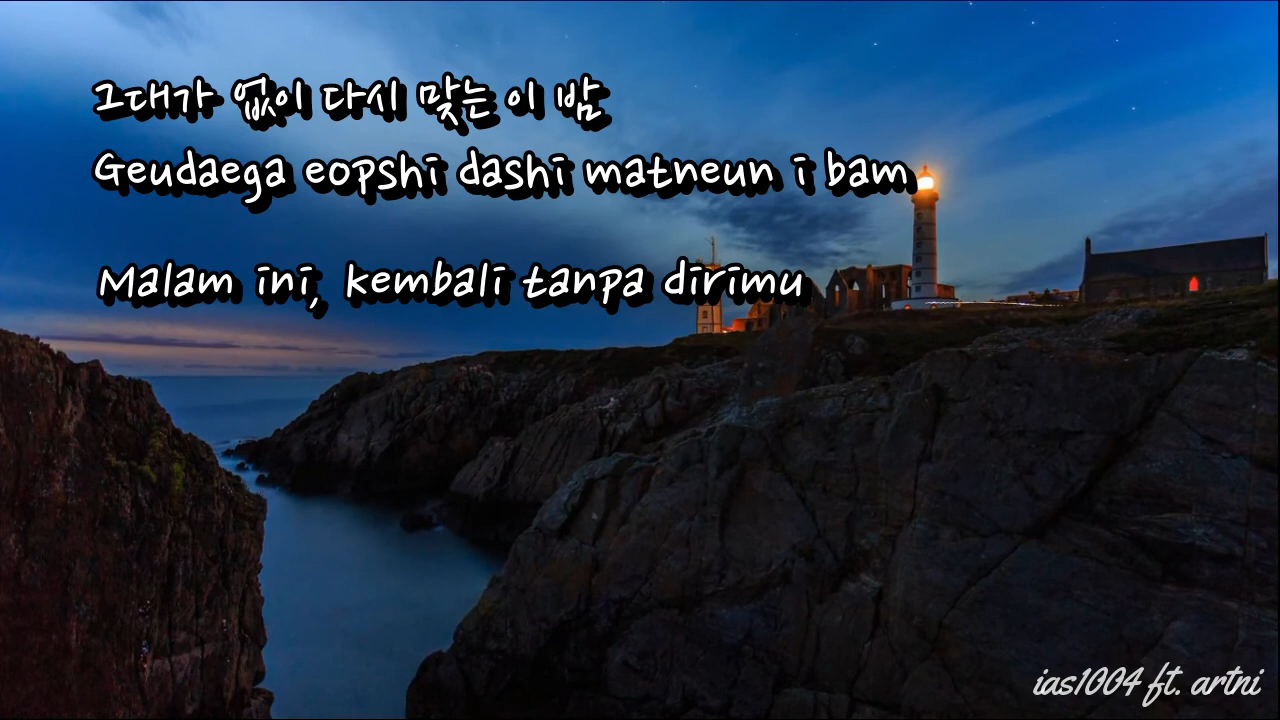 그대가 없이 다시 맞는 이 밤
Geudaega eopshi dashi matneun i bam
Malam ini, kembali tanpa dirimu
ias1004 ft. artni